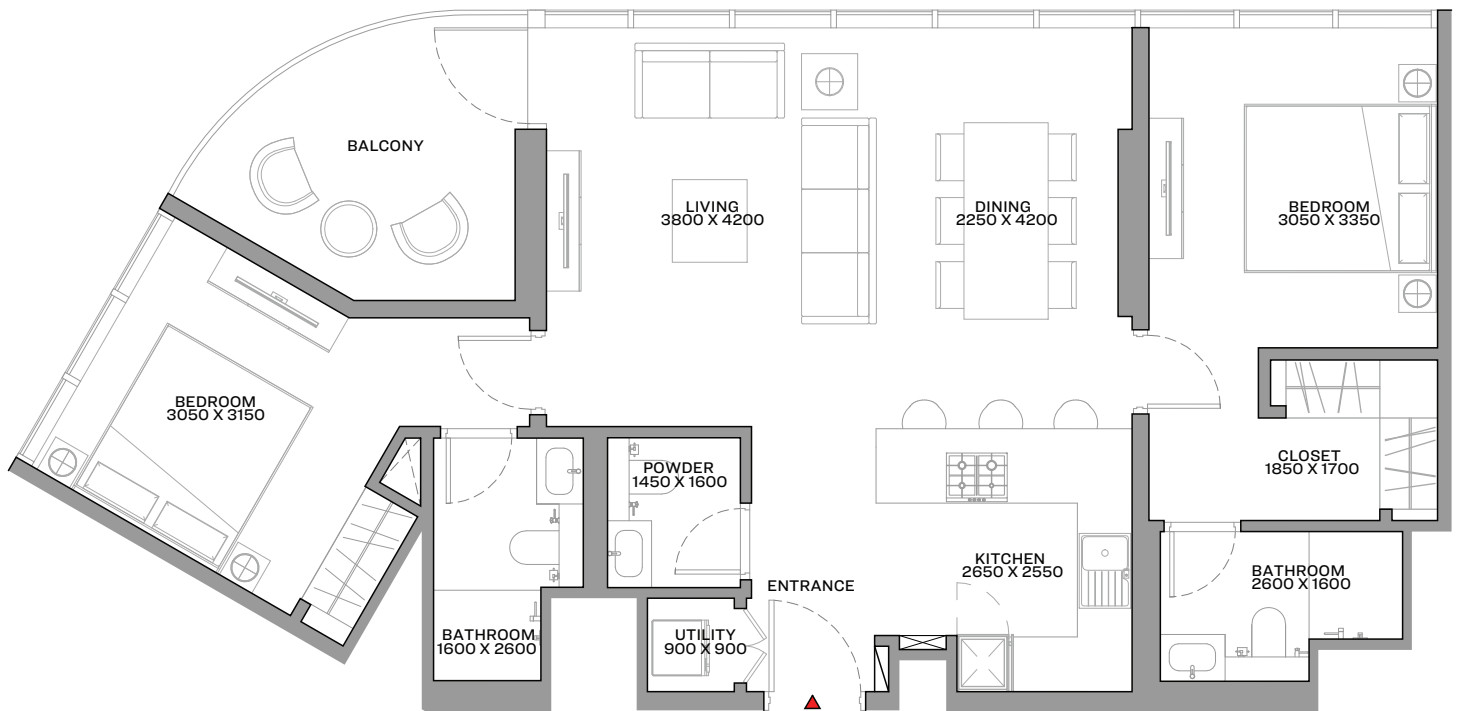 BALCONY
LIVING
3800 X 4200
DINING
2250 X 4200
BEDROOM
3050 X 3350
BEDROOM
3050 X 3150
POWDER
1450 X 1600
CLOSET
1850 X 1700
KITCHEN
2650 X 2550
BATHROOM
2600 X 1600
ENTRANCE
BATHROOM
1600 X 2600
UTILITY
900 X 900